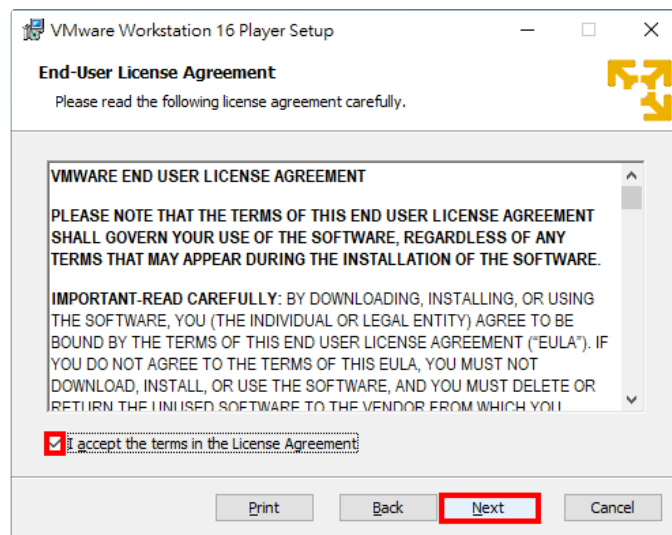 VMware Workstation 16 Player Setup
End-User License Agreement
Please read the following license agreement carefully.
VMWARE END USER LICENSE AGREEMENT
PLEASE NOTE THAT THE TERMS OF THIS END USER LICENSE AGREEMENT
SHALL GOVERN YOUR USE OF THE SOFTWARE, REGARDLESS OF ANY
TERMS THAT MAY APPEAR DURING THE INSTALLATION OF THE SOFTWARE.
IMPORTANT-READ CAREFULLY: BY DOWNLOADING, INSTALLING, OR USING
THE SOFTWARE, YOU (THE INDIVIDUAL OR LEGAL ENTITY) AGREE TO BE
BOUND BY THE TERMS OF THIS END USER LICENSE AGREEMENT (“EULA”). IF
YOU DO NOT AGREE TO THE TERMS OF THIS EULA, YOU MUST NOT
DOWNLOAD, INSTALL, OR USE THE SOFTWARE, AND YOU MUST DELETE OR
RETURN THE UNUSED SOFTWARE TO THE VENDOR FROM WHICH YOU
I accept the terms in the License Agreement
Print Back Next Cancel